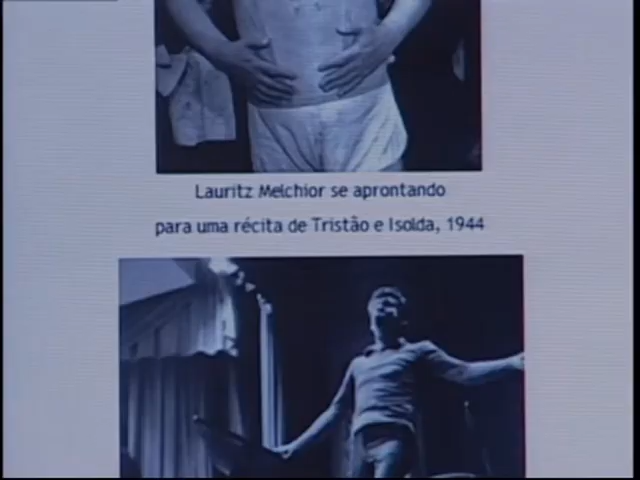 Lauritz Melchior se aprontando
para uma récita de Tristão e Isolda, 1944